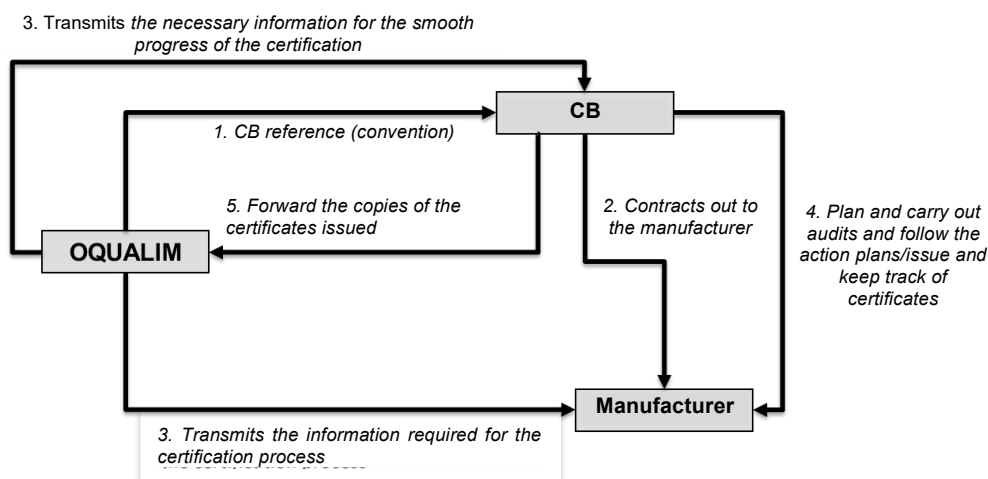 3. Transmits the necessary information for the smooth
progress of the certification
CB
1. CB reference (convention)
5. Forward the copies of the
certificates issued
2. Contracts out to
the manufacturer
4. Plan and carry out
audits and follow the
action plans/issue and
keep track of
certificates
OQUALIM
Manufacturer
3. Transmits the information required for the
certification process